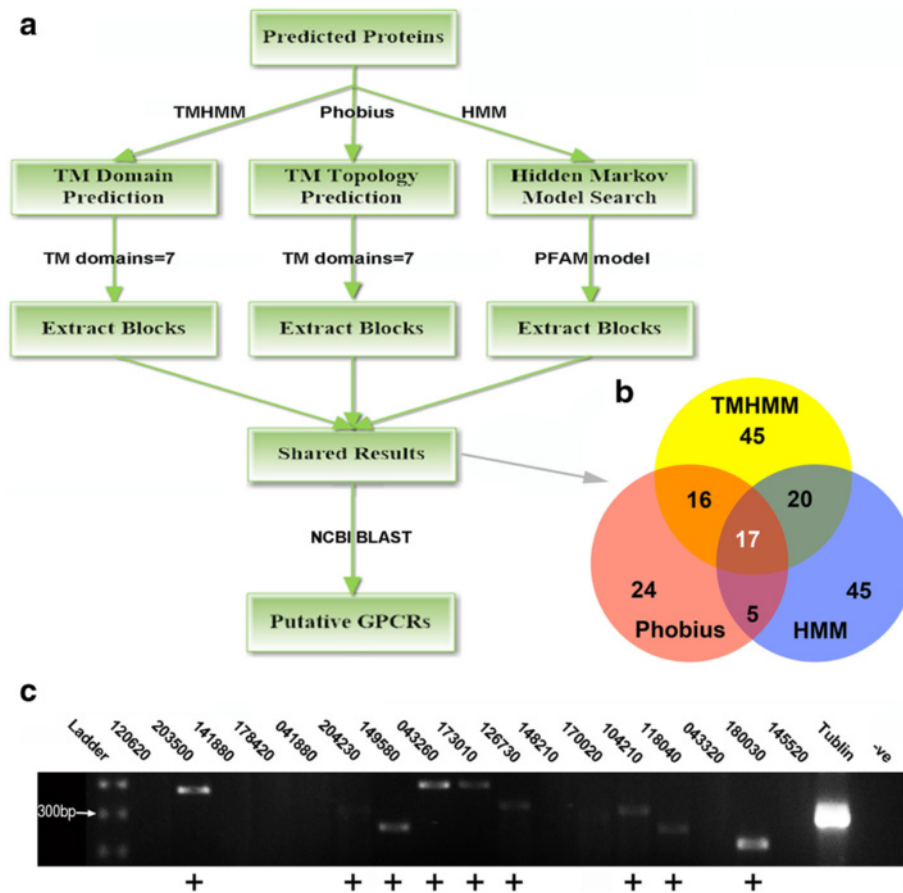 a
Predicted Proteins
TMHMM
Phobius
HMM
TM Domain
Prediction
TM Topology
Prediction
Hidden Markov
Model Search
TM domains=7
TM domains=7
PFAM model
Extract Blocks
Extract Blocks
Extract Blocks
Shared Results
NCBI BLAST
Putative GPCRs
b
TMHMM
45
16
20
17
24
5
45
Phobius
HMM
c
Ladder
120620
203500
141880
178420
041880
204230
149580
043260
173010
126730
148210
170020
104210
118040
043320
180030
145520
Tublin
-ve
300bp
+ + + + + + + + +